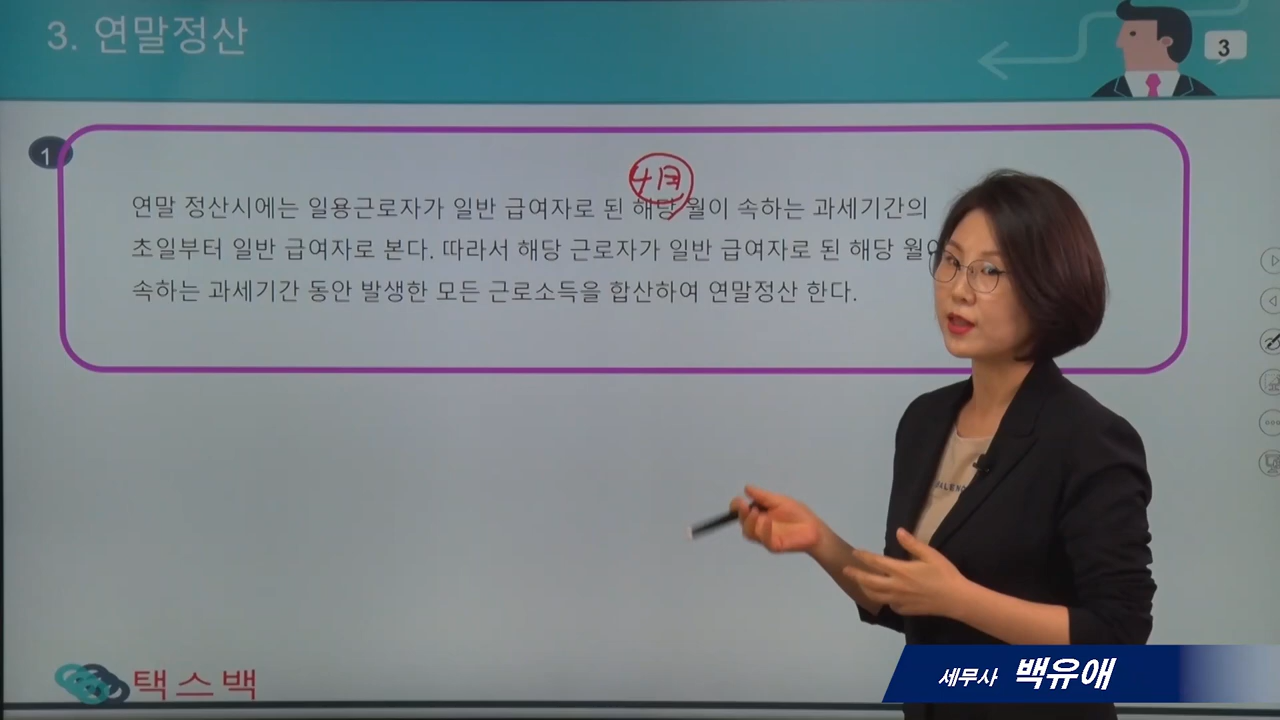 3. 연말정산
3
1
4月
연말 정산시에는 일용근로자가 일반 급여자로 된 해당 월이 속하는 과세기간의
초일부터 일반 급여자로 본다. 따라서 해당 근로자가 일반 급여자로 된 해당 월이
속하는 과세기간 동안 발생한 모든 근로소득을 합산하여 연말정산 한다.
택스백
세무사 백유애